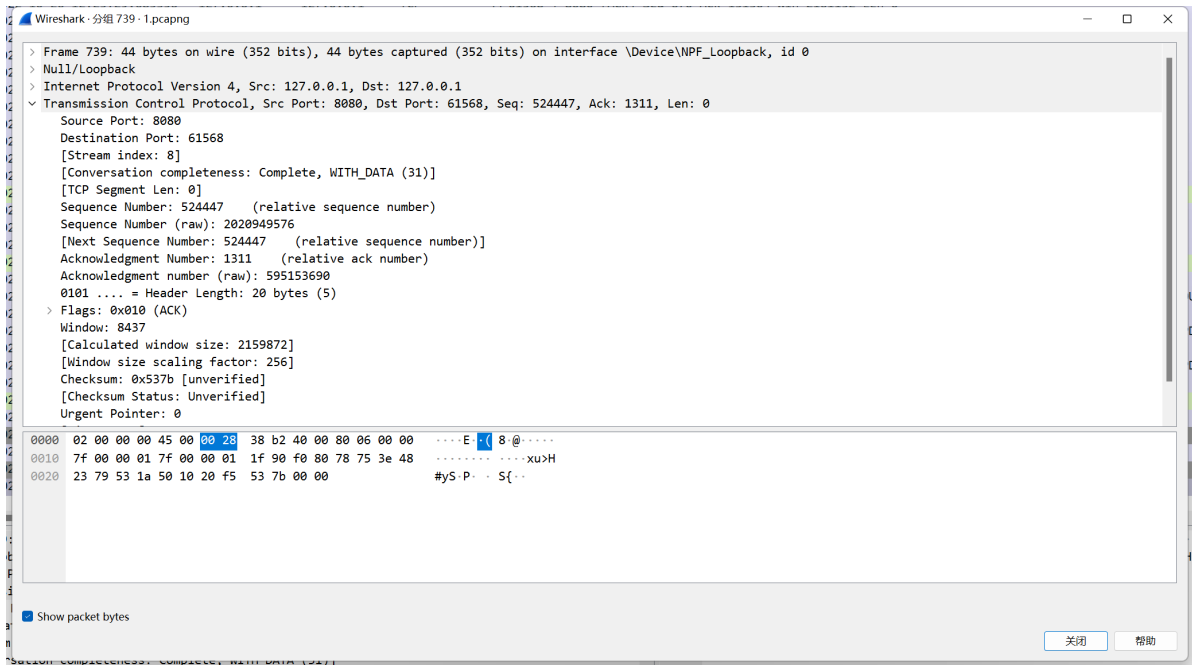 Wireshark · 分组 739 · 1.pcapng
Frame 739: 44 bytes on wire (352 bits), 44 bytes captured (352 bits) on interface \Device\NPF_Loopback, id 0
Null/Loopback
Internet Protocol Version 4, Src: 127.0.0.1, Dst: 127.0.0.1
Transmission Control Protocol, Src Port: 8080, Dst Port: 61568, Seq: 524447, Ack: 1311, Len: 0
Source Port: 8080
Destination Port: 61568
[Stream index: 8]
[Conversation completeness: Complete, WITH_DATA (31)]
[TCP Segment Len: 0]
Sequence Number: 524447    (relative sequence number)
Sequence Number (raw): 2020949576
[Next Sequence Number: 524447    (relative sequence number)]
Acknowledgment Number: 1311    (relative ack number)
Acknowledgment number (raw): 595153690
0101 .... = Header Length: 20 bytes (5)
Flags: 0x010 (ACK)
Window: 8437
[Calculated window size: 2159872]
[Window size scaling factor: 256]
Checksum: 0x537b [unverified]
[Checksum Status: Unverified]
Urgent Pointer: 0
0000  02 00 00 00 45 00 00 28  38 b2 40 00 80 06 00 00   ····E··( 8·@·····
0010  7f 00 00 01 7f 00 00 01  1f 90 f0 80 78 75 3e 48   ········ ····xu>H
0020  23 79 53 1a 50 10 20 f5  53 7b 00 00   #yS·P· · S{··
Show packet bytes
关闭
帮助